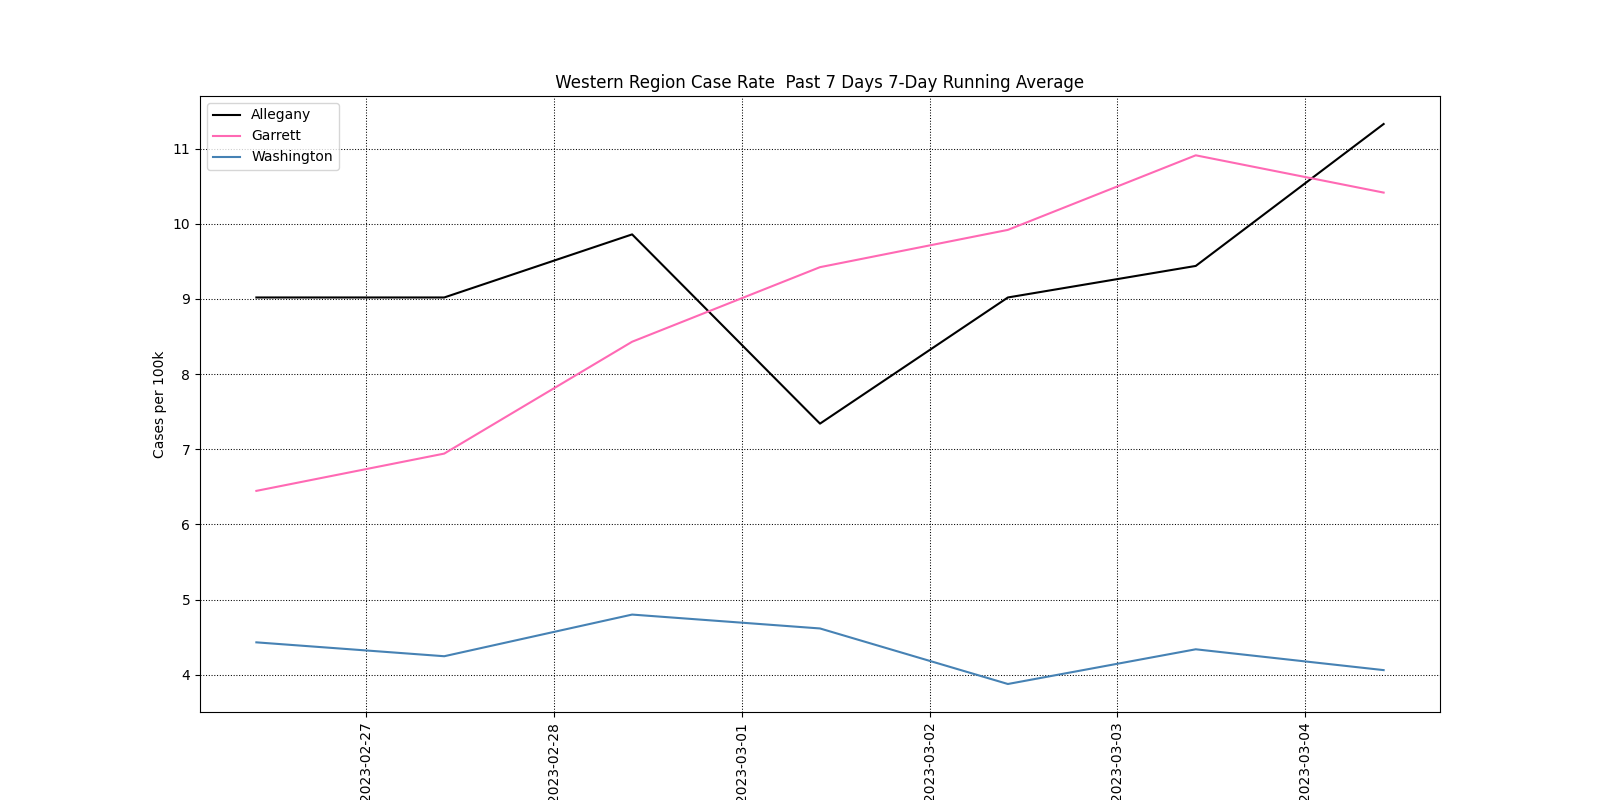 Western Region Case Rate  Past 7 Days 7-Day Running Average
Allegany
Garrett
Washington
11
10
9
8
7
6
5
4
Cases per 100k
2023-02-27
2023-02-28
2023-03-01
2023-03-02
2023-03-03
2023-03-04